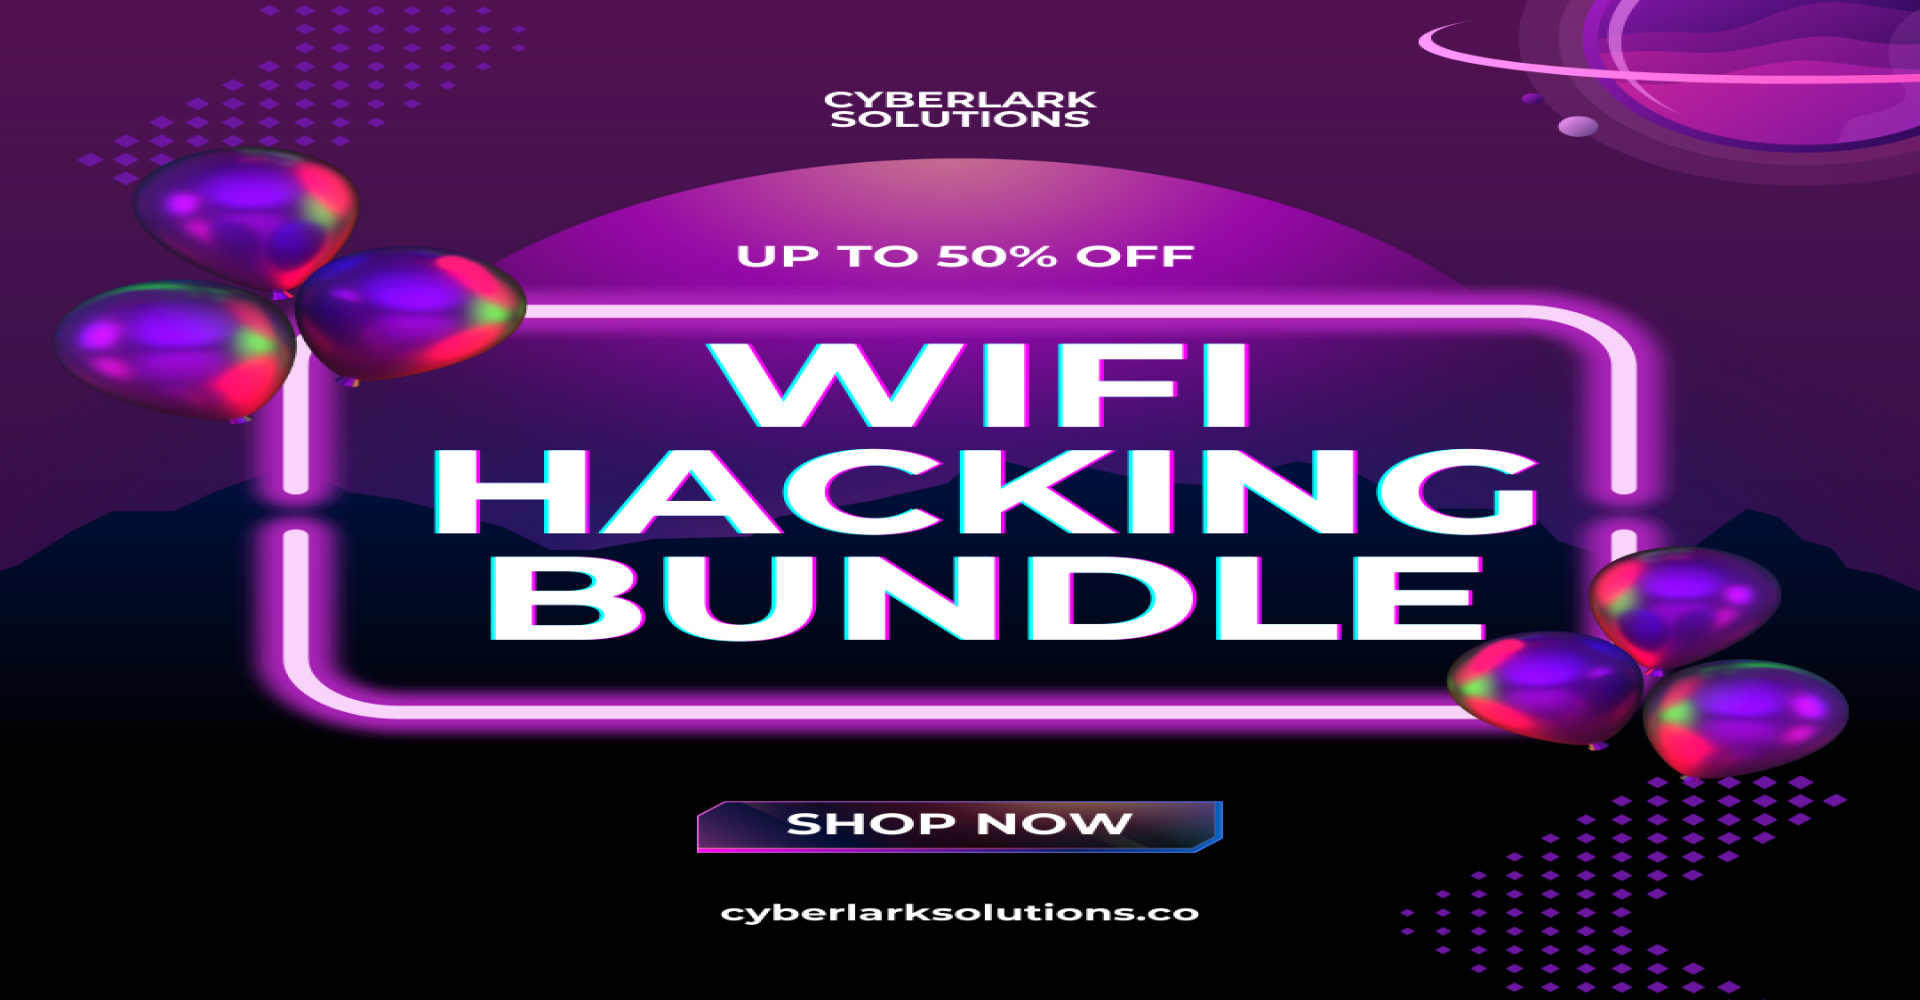 CYBERLARK
SOLUTIONS
UP TO 50% OFF
WIFI
HACKING
BUNDLE
SHOP NOW
cyberlarksolutions.co